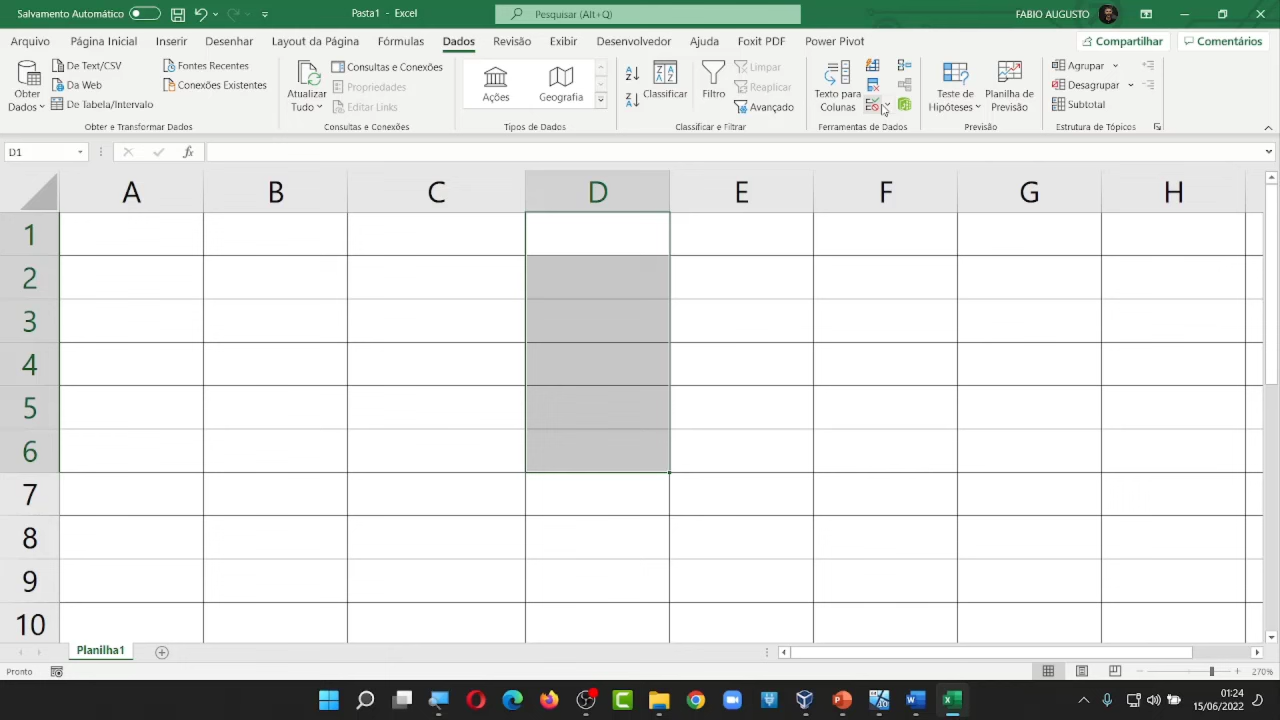 Salvamento Automático
Pasta1 - Excel
Pesquisar (Alt+Q)
FABIO AUGUSTO
Arquivo Página Inicial Inserir Desenhar Layout da Página Fórmulas Dados Revisão Exibir Desenvolvedor Ajuda Foxit PDF Power Pivot Compartilhar Comentários
Obter Dados
De Text/CSV
Da Web
De Tabela/Intervalo
Fontes Recentes
Conexões Existentes
Obter e Transformar Dados
Atualizar Tudo
Consultas e Conexões
Propriedades
Editar Links
Consultas e Conexões
Ações
Geografia
Tipos de Dados
Classificar
Filtro
Limpar
Reaplicar
Avançado
Classificar e Filtrar
Texto para Colunas
Ferramentas de Dados
Teste de Hipóteses
Planilha de Previsão
Previsão
Agrupar
Desagrupar
Subtotal
Estrutura de Tópicos
D1
fx
A B C D E F G H
1
2
3
4
5
6
7
8
9
10
Planilha1
Pronto
270%
01:24
15/06/2022